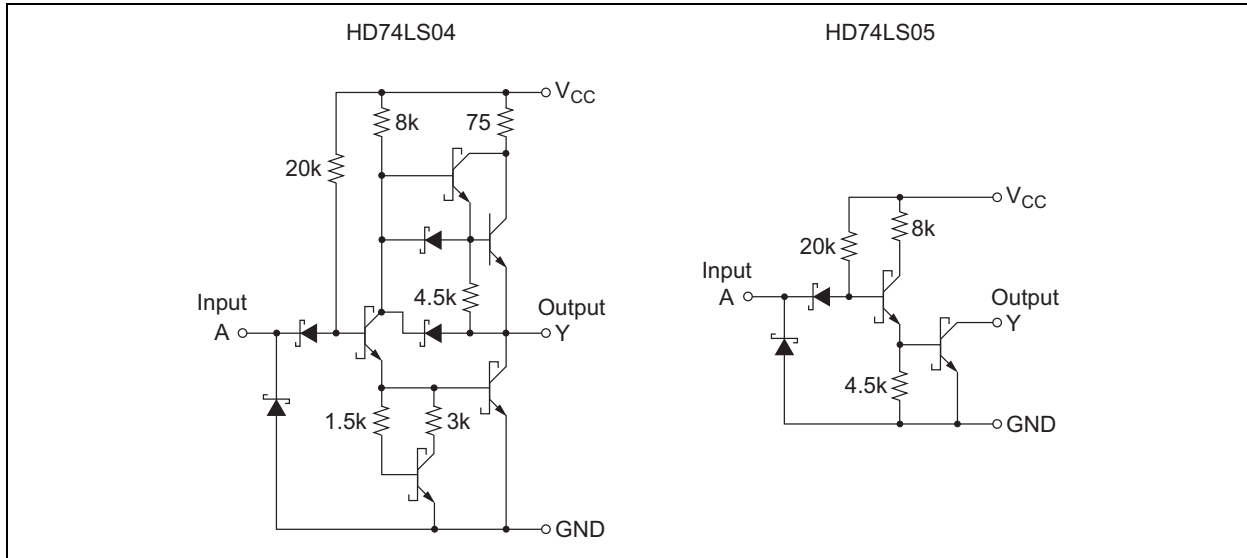 HD74LS04
V_CC
8k
75
20k
4.5k
Input
A
Output
Y
1.5k
3k
GND
HD74LS05
V_CC
8k
20k
Input
A
Output
Y
4.5k
GND